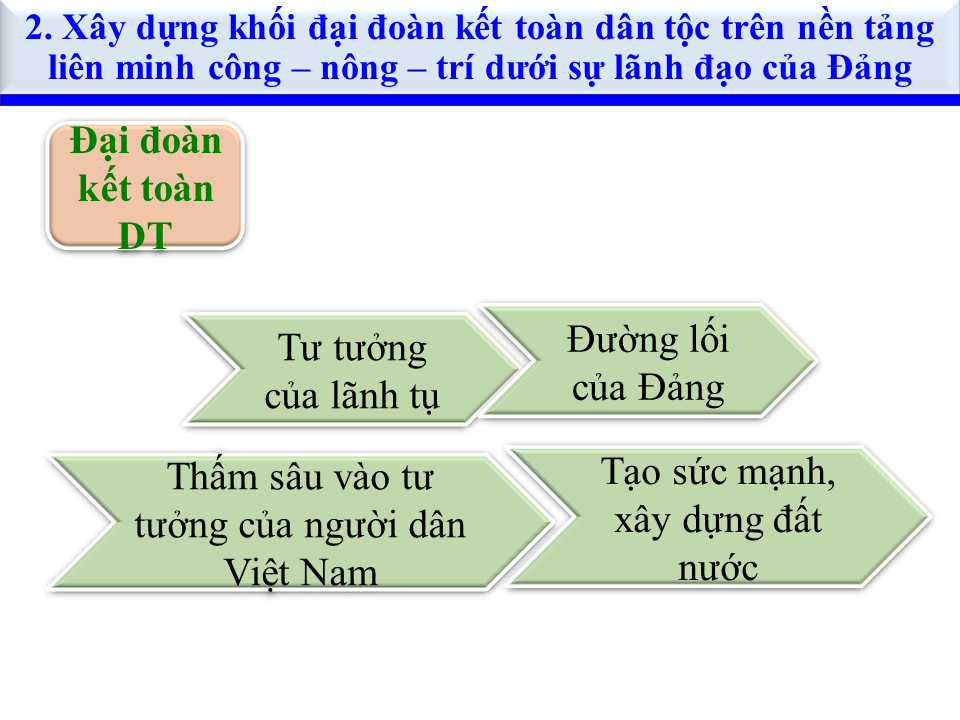 2. Xây dựng khối đại đoàn kết toàn dân tộc trên nền tảng
liên minh công – nông – trí dưới sự lãnh đạo của Đảng
Đại đoàn
kết toàn
DT
Tư tưởng
của lãnh tụ
Đường lối
của Đảng
Thấm sâu vào tư
tưởng của người dân
Việt Nam
Tạo sức mạnh,
xây dựng đất
nước